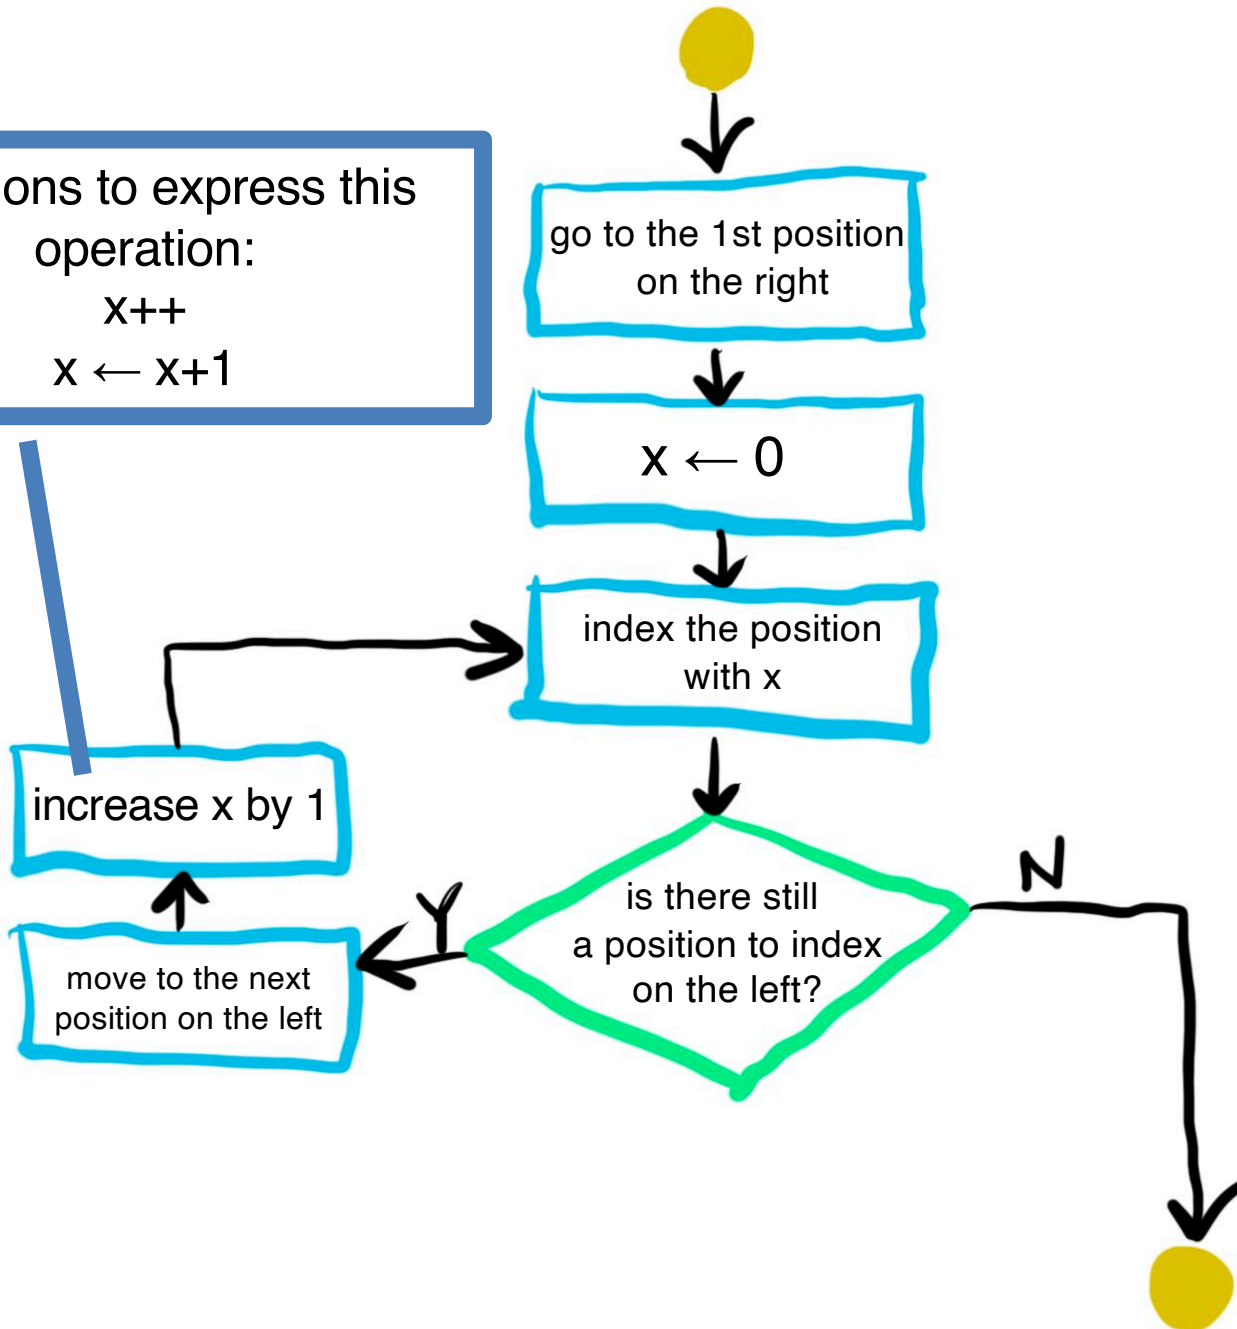 ons to express this
operation:
x++
x ← x+1
go to the 1st position
on the right
x ← 0
index the position
with x
increase x by 1
is there still
a position to index
on the left?
Y
N
move to the next
position on the left